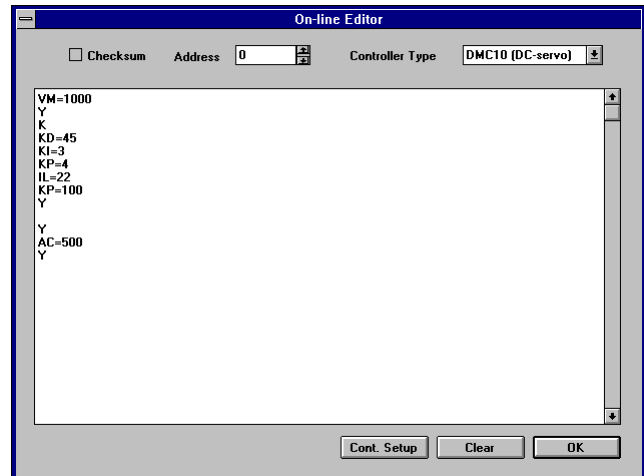 On-line Editor
Checksum Address 0 Controller Type DMC10 (DC-servo)
VM=1000
Y
K
KD=45
KI=3
KP=4
IL=22
KP=100
Y
Y
AC=500
Y
Cont. Setup Clear OK